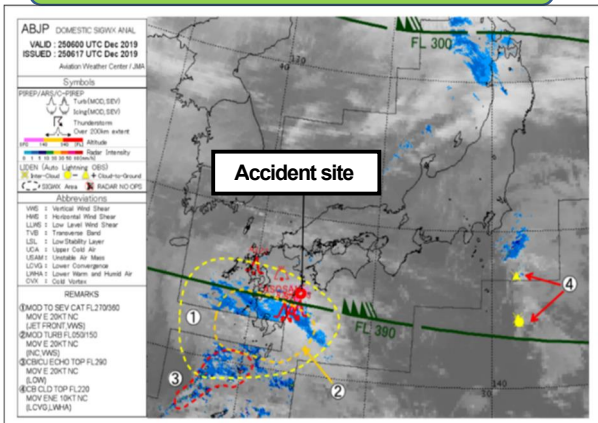 ABJP DOMESTIC SIGWX ANAL
VALID : 250600 UTC Dec 2019
ISSUED : 250617 UTC Dec 2019
Aviation Weather Center / JMA
Symbols
PIREP/ARS/C-PIREP
Turb(MOD,SEV)
Icing(MOD,SEV)
Thunderstorm
Over 200km extent
Altitude
Radar Intensity
LIDEN (Auto Lightning OBS)
Inter-Cloud
Cloud-to-Ground
SIGWX Area
RADAR NO OPS
Abbreviations
VWS : Vertical Wind Shear
HWS : Horizontal Wind Shear
LLWS : Low Level Wind Shear
TVB : Transverse Band
LSL : Low Stability Layer
UCA : Upper Cold Air
USAM : Unstable Air Mass
LCVG : Lower Convergence
LWHA : Lower Warm and Humid Air
CVX : Cold Vortex
REMARKS
①MOD TO SEV CAT FL270/360
MOV E 20KT NC
(JET FRONT,VWS)
②MOD TURB FL050/150
MOV E 20KT NC
(INC,VWS)
③CB/CU ECHO TOP FL290
MOV E 20KT NC
(LOW)
④CB CLD TOP FL220
MOV ENE 10KT NC
(LCVG,LWHA)
FL 300
Accident site
FL 390
①
②
③
④
140